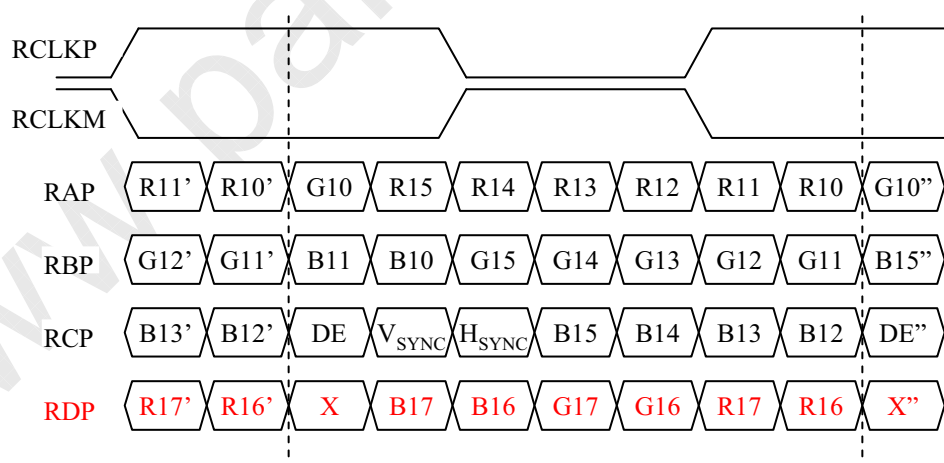 RCLKP
RCLKM
RAP R11’ R10’ G10 R15 R14 R13 R12 R11 R10 G10”
RBP G12’ G11’ B11 B10 G15 G14 G13 G12 G11 B15”
RCP B13’ B12’ DE VSYNC HSYNC B15 B14 B13 B12 DE”
RDP R17’ R16’ X B17 B16 G17 G16 R17 R16 X”